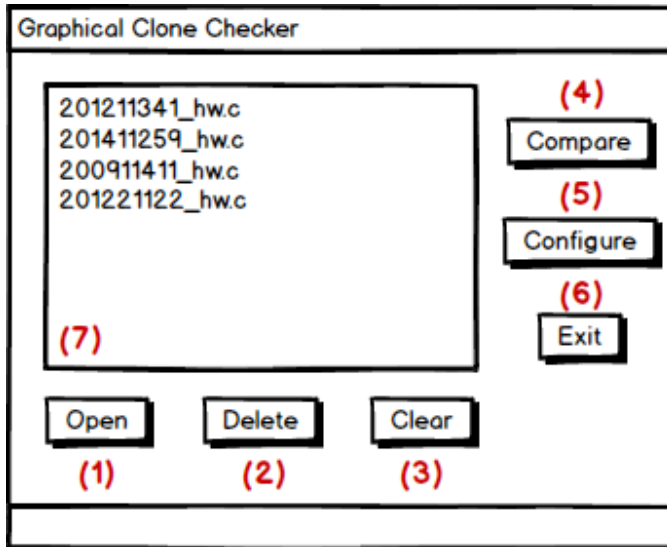 Graphical Clone Checker
201211341_hw.c
201411259_hw.c
200911411_hw.c
201221122_hw.c
(7)
(4)
Compare
(5)
Configure
(6)
Exit
Open
Delete
Clear
(1)
(2)
(3)